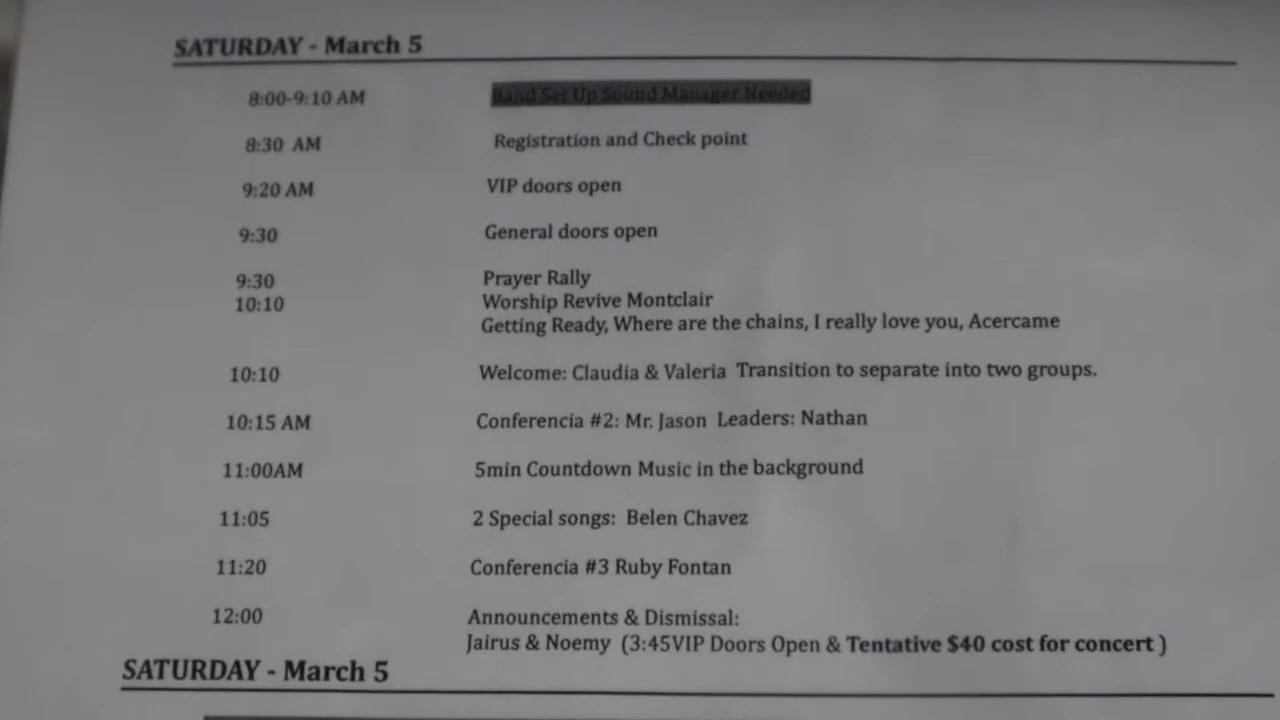 SATURDAY - March 5
8:00-9:10 AM Band Set Up Sound Manager Needed
8:30 AM Registration and Check point
9:20 AM VIP doors open
9:30 General doors open
9:30 Prayer Rally
10:10 Worship Revive Montclair
Getting Ready, Where are the chains, I really love you, Acercame
10:10 Welcome: Claudia & Valeria Transition to separate into two groups.
10:15 AM Conferencia #2: Mr. Jason Leaders: Nathan
11:00AM 5min Countdown Music in the background
11:05 2 Special songs: Belen Chavez
11:20 Conferencia #3 Ruby Fontan
12:00 Announcements & Dismissal:
Jairus & Noemy (3:45VIP Doors Open & Tentative $40 cost for concert )
SATURDAY - March 5